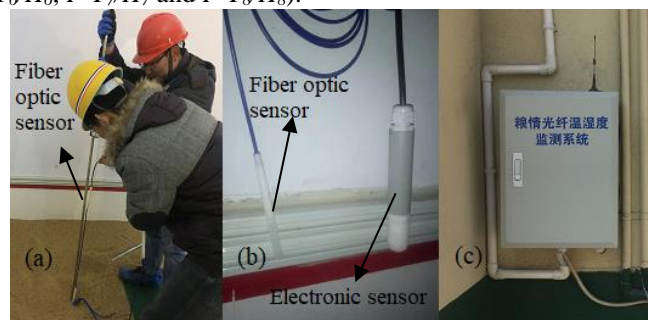 Fiber
optic
sensor
(a)
Fiber optic
sensor
(b)
Electronic sensor
粮情光纤温湿度
监测系统
(c)